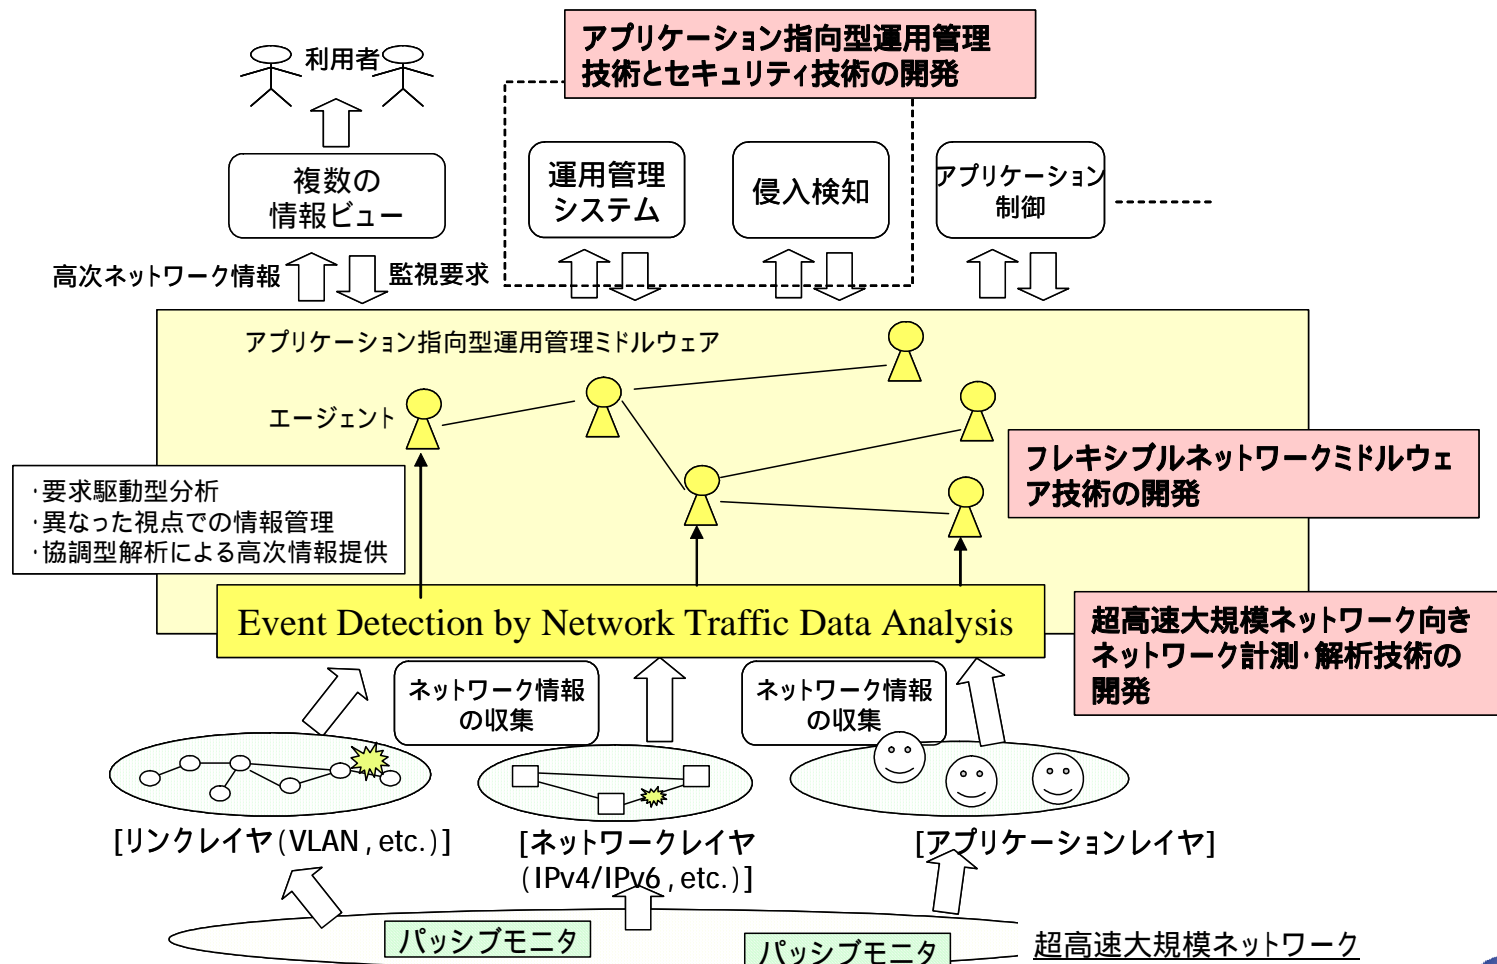 アプリケーション指向型運用管理
技術とセキュリティ技術の開発
利用者
複数の
情報ビュー
運用管理
システム
侵入検知
アプリケーション
制御
高次ネットワーク情報
監視要求
アプリケーション指向型運用管理ミドルウェア
エージェント
フレキシブルネットワークミドルウェ
ア技術の開発
・要求駆動型分析
・異なった視点での情報管理
・協調型解析による高次情報提供
Event Detection by Network Traffic Data Analysis
超高速大規模ネットワーク向き
ネットワーク計測・解析技術の
開発
ネットワーク情報
の収集
ネットワーク情報
の収集
[リンクレイヤ(VLAN, etc.)]
[ネットワークレイヤ
(IPv4/IPv6, etc.)]
[アプリケーションレイヤ]
パッシブモニタ
パッシブモニタ
超高速大規模ネットワーク